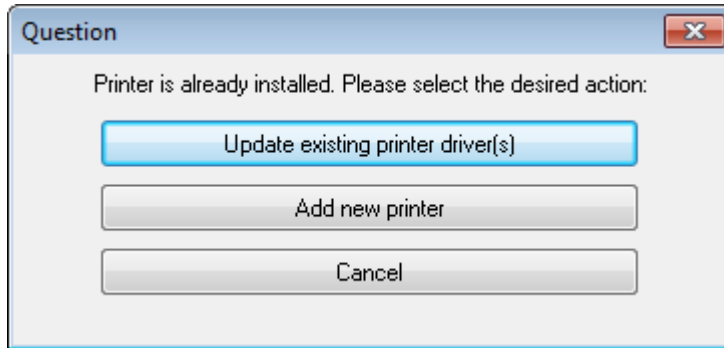 Question
Printer is already installed. Please select the desired action:
Update existing printer driver(s)
Add new printer
Cancel